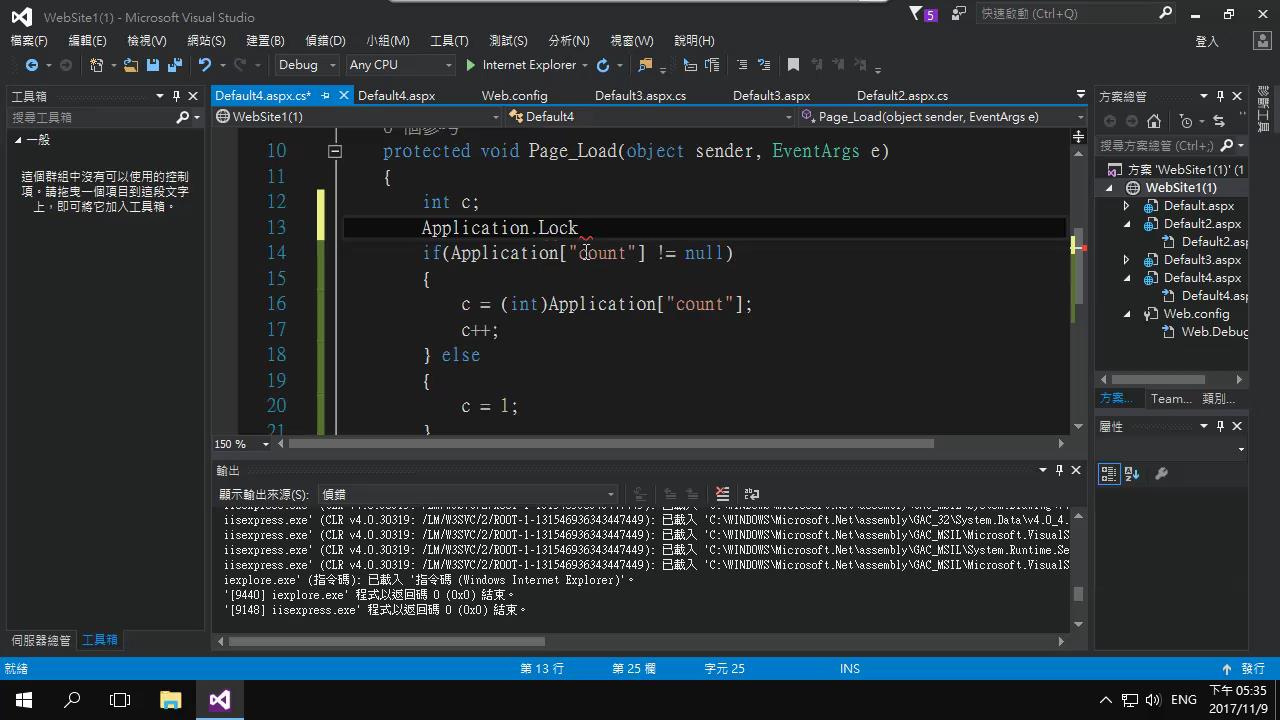 WebSite1(1) - Microsoft Visual Studio
5
快速啟動 (Ctrl+Q)
檔案(F) 編輯(E) 檢視(V) 網站(S) 建置(B) 偵錯(D) 小組(M) 工具(T) 測試(S) 分析(N) 視窗(W) 說明(H)
登入
Debug Any CPU Internet Explorer
工具箱
Default4.aspx.cs* Default4.aspx Web.config Default3.aspx.cs Default3.aspx Default2.aspx.cs
方案總管
搜尋工具箱
WebSite1(1) Default4 Page_Load(object sender, EventArgs e)
一般
這個群組中沒有可以使用的控制
項。請拖曳一個項目到這段文字
上，即可將它加入工具箱。
搜尋方案總管 (Ctrl+;)
方案 'WebSite1(1)' (1
WebSite1(1)
Default.aspx
Default2.aspx
Default2.asp
Default3.aspx
Default4.aspx
Default4.asp
Web.config
Web.Debug
方案... Team... 類別...
屬性
10 protected void Page_Load(object sender, EventArgs e)
11 {
12 int c;
13 Application.Lock
14 if(Application["count"] != null)
15 {
16 c = (int)Application["count"];
17 c++;
18 } else
19 {
20 c = 1;
21 }
150 %
輸出
顯示輸出來源(S): 偵錯
iisexpress.exe' (CLR v4.0.30319: /LM/W3SVC/2/ROOT-1-131546936343447449): 已載入 'C:\WINDOWS\Microsoft.Net\assembly\GAC_32\System.Data\v4.0_4.
iisexpress.exe' (CLR v4.0.30319: /LM/W3SVC/2/ROOT-1-131546936343447449): 已載入 'C:\WINDOWS\Microsoft.Net\assembly\GAC_MSIL\Microsoft.VisualS
iisexpress.exe' (CLR v4.0.30319: /LM/W3SVC/2/ROOT-1-131546936343447449): 已載入 'C:\WINDOWS\Microsoft.Net\assembly\GAC_MSIL\System.Runtime.Se
iisexpress.exe' (CLR v4.0.30319: /LM/W3SVC/2/ROOT-1-131546936343447449): 已載入 'C:\WINDOWS\Microsoft.Net\assembly\GAC_MSIL\Microsoft.VisualS
iexplore.exe' (指令碼): 已載入 '指令碼 (Windows Internet Explorer)'。
'[9440] iexplore.exe' 程式以返回碼 0 (0x0) 結束。
'[9148] iisexpress.exe' 程式以返回碼 0 (0x0) 結束。
伺服器總管 工具箱
就緒 第 13 行 第 25 欄 字元 25 INS 發行
ENG
下午 05:35
2017/11/9